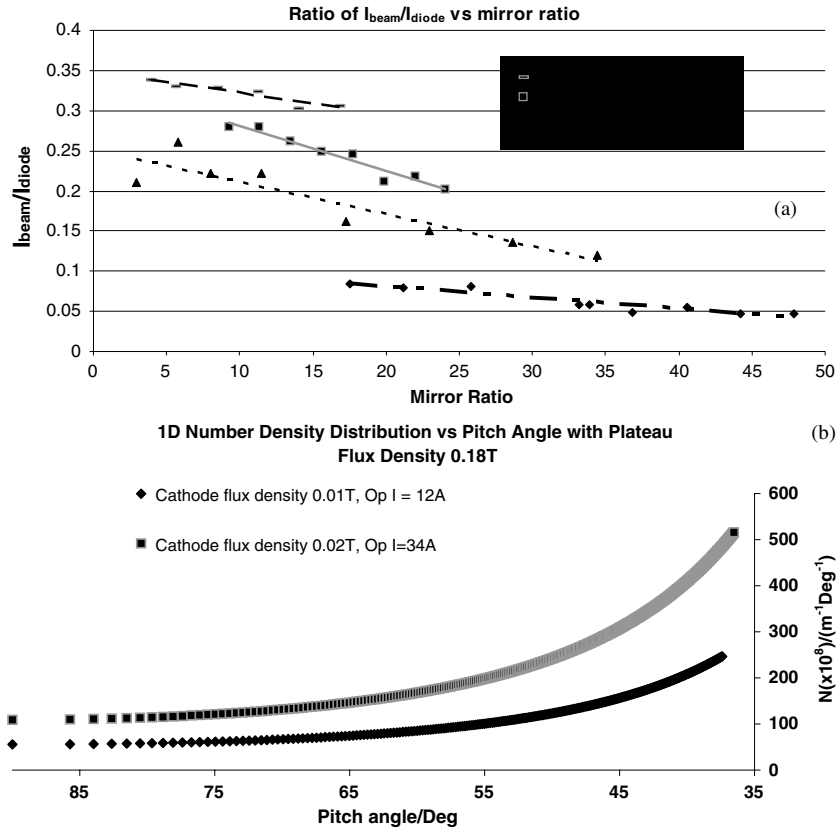 Ratio of Ibeam/Idiode vs mirror ratio
0.4
0.35
0.3
0.25
0.2
0.15
0.1
0.05
0
Ibeam/Idiode
(a)
0 5 10 15 20 25 30 35 40 45 50
Mirror Ratio
1D Number Density Distribution vs Pitch Angle with Plateau
Flux Density 0.18T
(b)
Cathode flux density 0.01T, Op I = 12A
Cathode flux density 0.02T, Op I=34A
600
500
400
300
200
100
0
N(x10⁸)/(m⁻¹Deg⁻¹)
85 75 65 55 45 35
Pitch angle/Deg